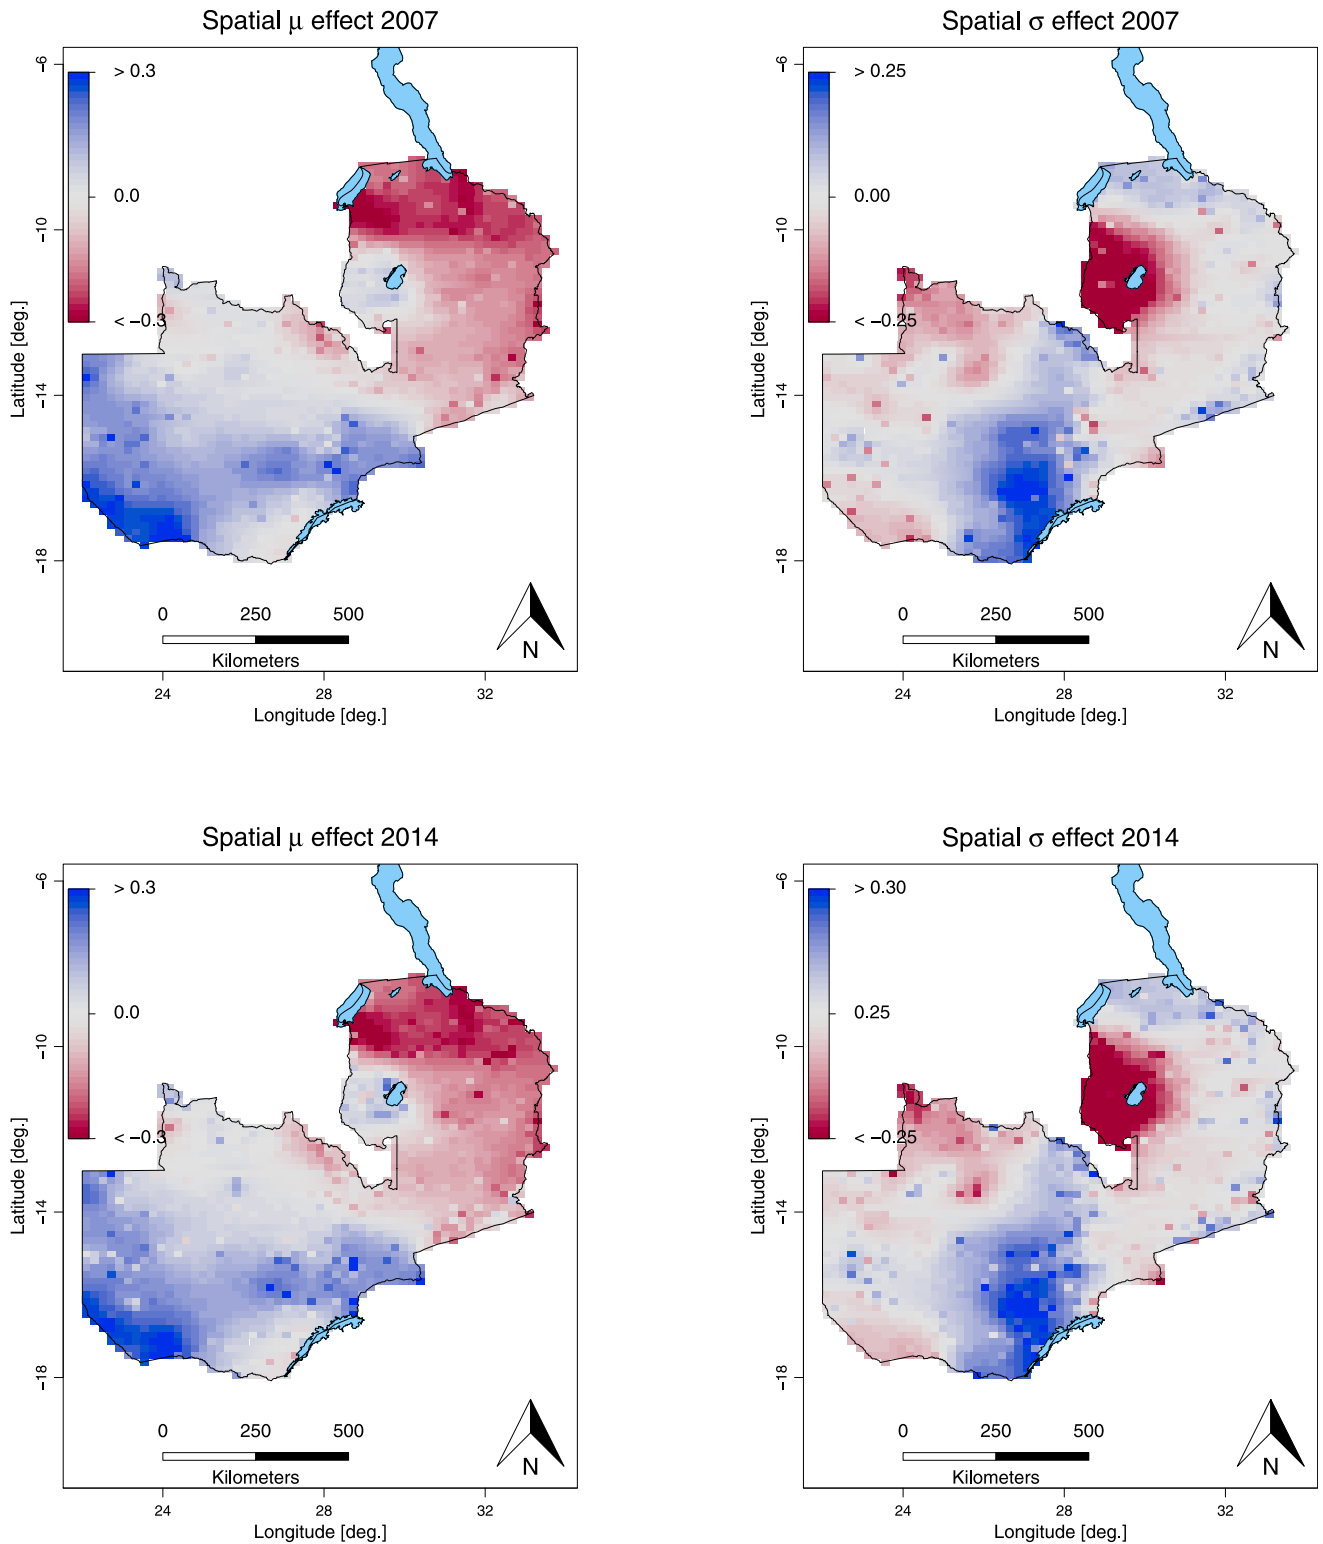 Spatial μ effect 2007
> 0.3
0.0
< −0.3
−6
−10
−14
−18
Latitude [deg.]
0 250 500
Kilometers
N
24 28 32
Longitude [deg.]
Spatial σ effect 2007
> 0.25
0.00
< −0.25
−6
−10
−14
−18
Latitude [deg.]
0 250 500
Kilometers
N
24 28 32
Longitude [deg.]
Spatial μ effect 2014
> 0.3
0.0
< −0.3
−6
−10
−14
−18
Latitude [deg.]
0 250 500
Kilometers
N
24 28 32
Longitude [deg.]
Spatial σ effect 2014
> 0.30
0.25
< −0.25
−6
−10
−14
−18
Latitude [deg.]
0 250 500
Kilometers
N
24 28 32
Longitude [deg.]